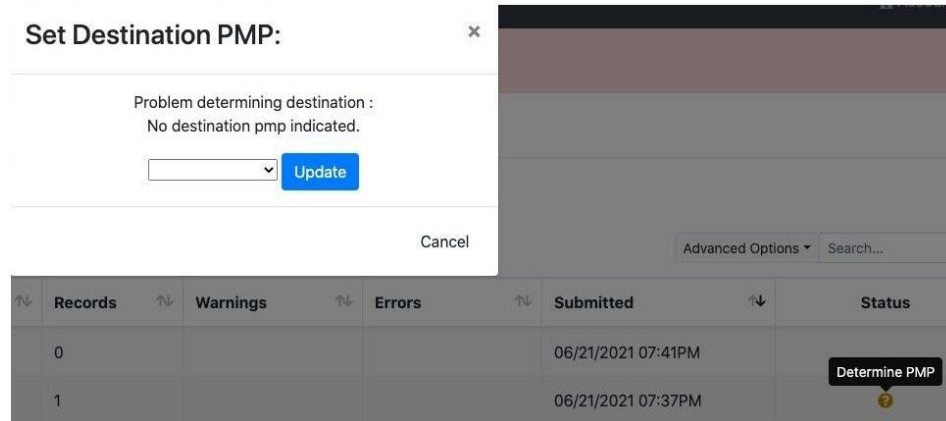 Set Destination PMP:
×
Problem determining destination :
No destination pmp indicated.
Update
Cancel
Advanced Options
Search...
Records Warnings Errors Submitted Status
0 06/21/2021 07:41PM
Determine PMP
1 06/21/2021 07:37PM
?